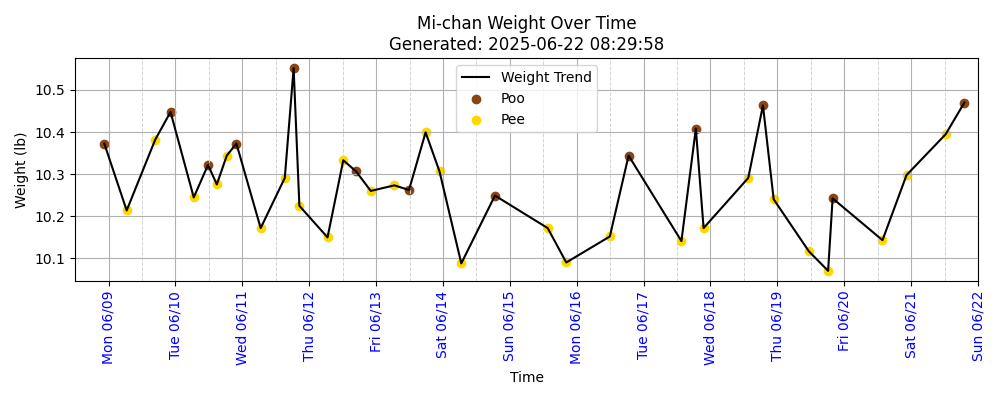 Mi-chan Weight Over Time
Generated: 2025-06-22 08:29:58
Weight Trend
Poo
Pee
Weight (lb)
10.5
10.4
10.3
10.2
10.1
Mon 06/09
Tue 06/10
Wed 06/11
Thu 06/12
Fri 06/13
Sat 06/14
Sun 06/15
Mon 06/16
Tue 06/17
Wed 06/18
Thu 06/19
Fri 06/20
Sat 06/21
Sun 06/22
Time